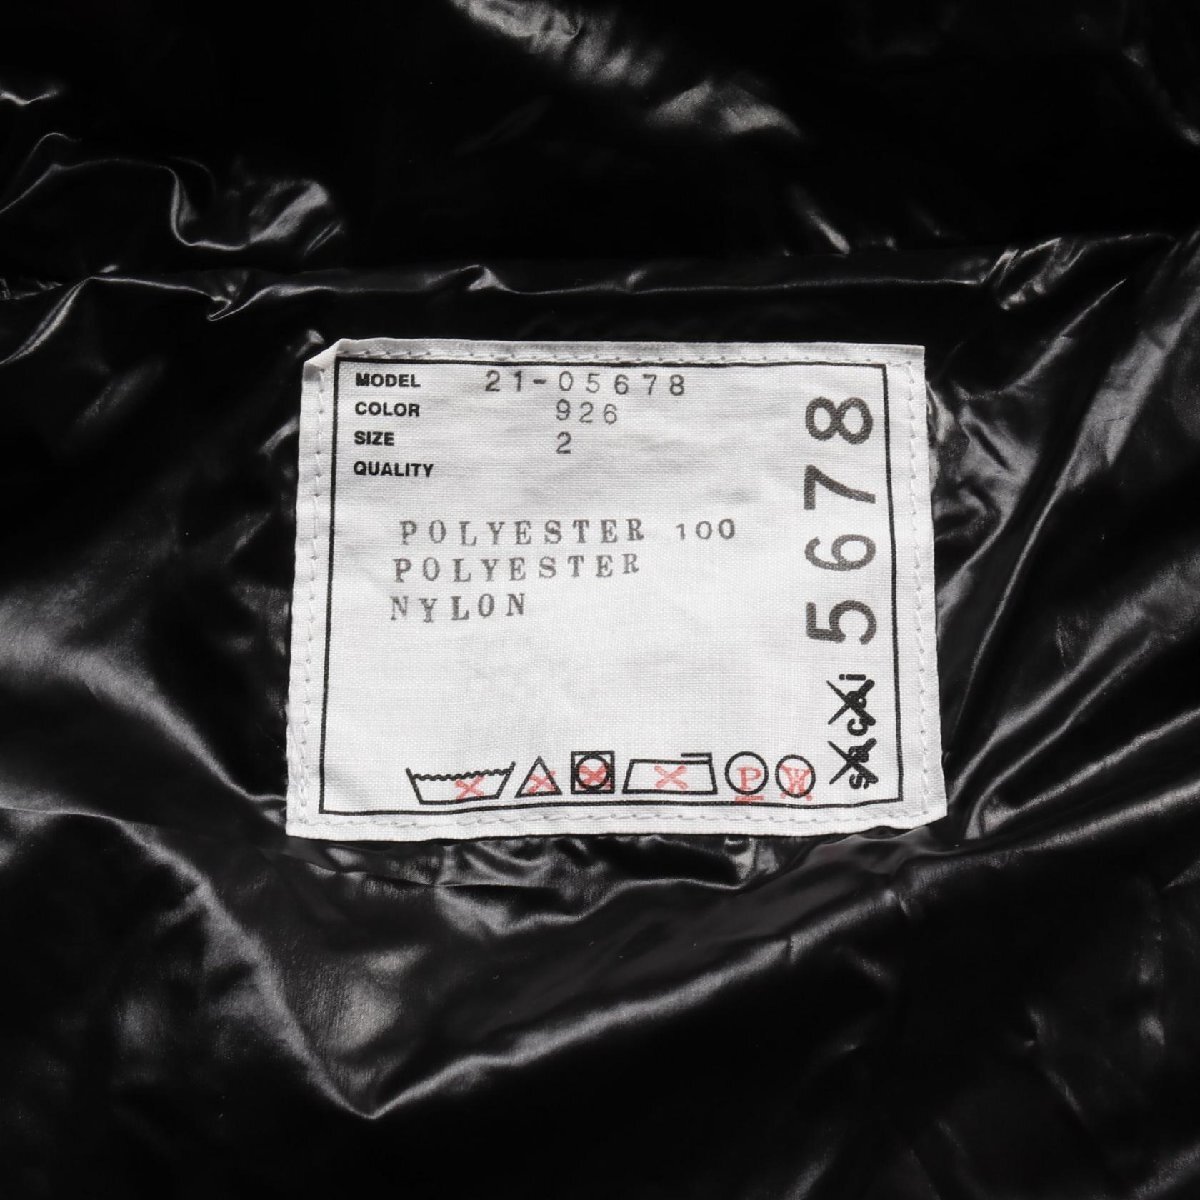 MODEL 21-05678
COLOR 926
SIZE 2
QUALITY
POLYESTER 100
POLYESTER
NYLON
P W
sacai 5678